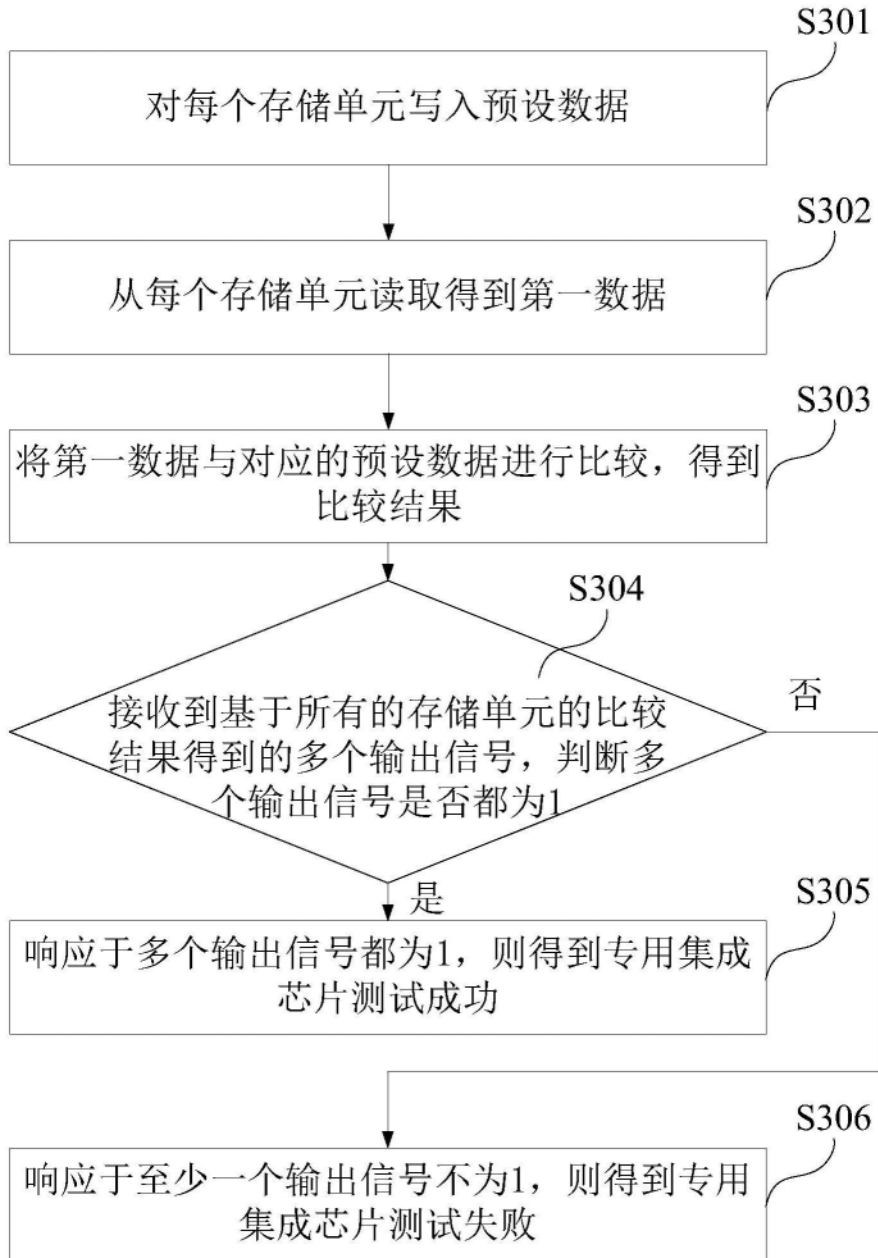 S301
对每个存储单元写入预设数据
S302
从每个存储单元读取得到第一数据
S303
将第一数据与对应的预设数据进行比较，得到
比较结果
S304
接收到基于所有的存储单元的比较
结果得到的多个输出信号，判断多
个输出信号是否都为1
否
是
S305
响应于多个输出信号都为1，则得到专用集成
芯片测试成功
S306
响应于至少一个输出信号不为1，则得到专用
集成芯片测试失败